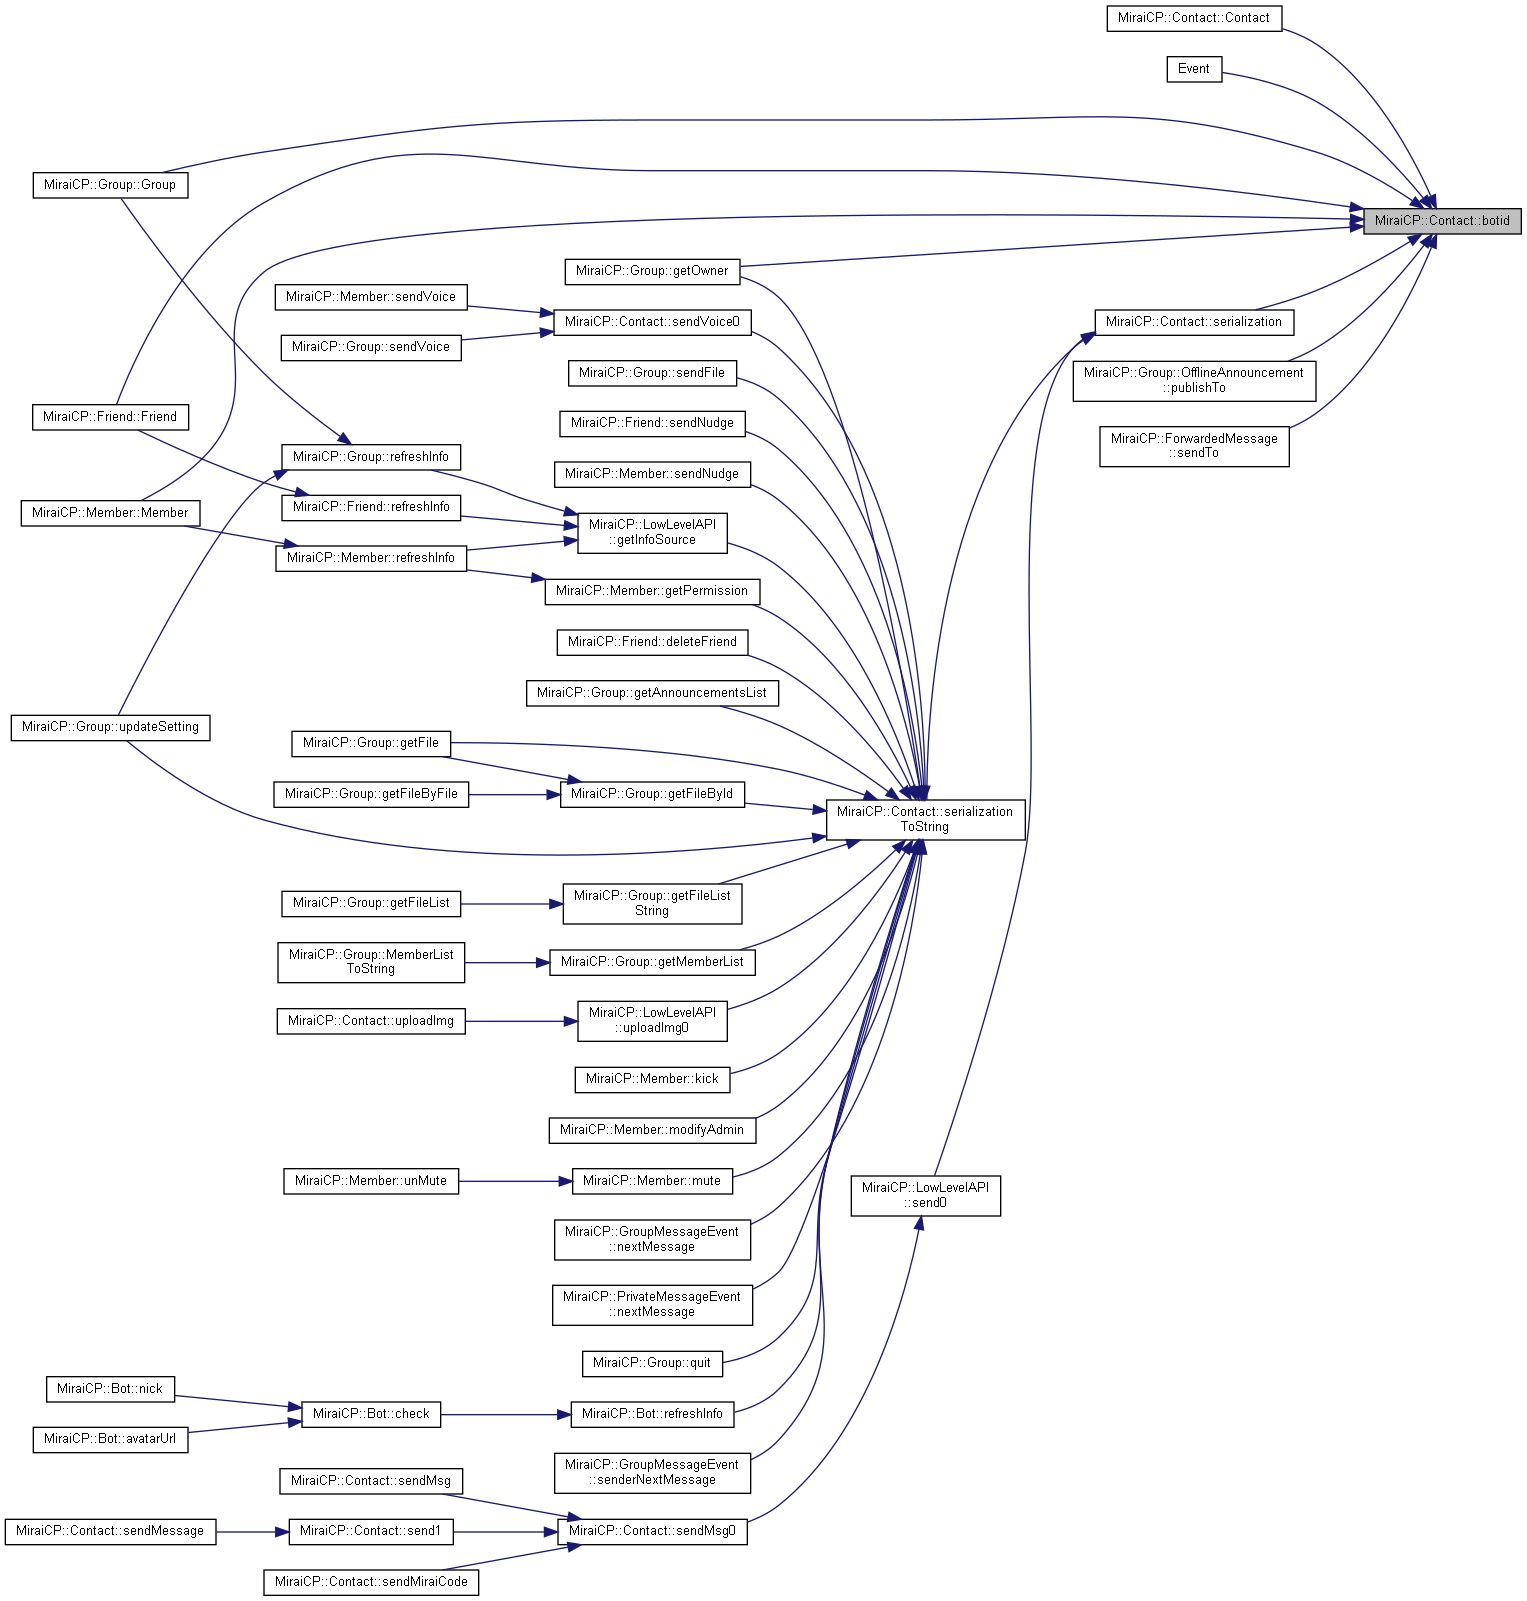 MiraiCP::Contact::Contact
Event
MiraiCP::Group::Group
MiraiCP::Contact::botid
MiraiCP::Group::getOwner
MiraiCP::Member::sendVoice
MiraiCP::Contact::sendVoice0
MiraiCP::Contact::serialization
MiraiCP::Group::sendVoice
MiraiCP::Group::sendFile
MiraiCP::Group::OfflineAnnouncement
::publishTo
MiraiCP::Friend::Friend
MiraiCP::Friend::sendNudge
MiraiCP::ForwardedMessage
::sendTo
MiraiCP::Group::refreshInfo
MiraiCP::Member::sendNudge
MiraiCP::Friend::refreshInfo
MiraiCP::Member::Member
MiraiCP::LowLevelAPI
::getInfoSource
MiraiCP::Member::refreshInfo
MiraiCP::Member::getPermission
MiraiCP::Friend::deleteFriend
MiraiCP::Group::getAnnouncementsList
MiraiCP::Group::updateSetting
MiraiCP::Group::getFile
MiraiCP::Group::getFileByFile
MiraiCP::Group::getFileById
MiraiCP::Contact::serialization
ToString
MiraiCP::Group::getFileList
MiraiCP::Group::getFileList
String
MiraiCP::Group::MemberList
ToString
MiraiCP::Group::getMemberList
MiraiCP::Contact::uploadImg
MiraiCP::LowLevelAPI
::uploadImg0
MiraiCP::Member::kick
MiraiCP::Member::modifyAdmin
MiraiCP::Member::unMute
MiraiCP::Member::mute
MiraiCP::LowLevelAPI
::send0
MiraiCP::GroupMessageEvent
::nextMessage
MiraiCP::PrivateMessageEvent
::nextMessage
MiraiCP::Group::quit
MiraiCP::Bot::nick
MiraiCP::Bot::check
MiraiCP::Bot::refreshInfo
MiraiCP::Bot::avatarUrl
MiraiCP::GroupMessageEvent
::senderNextMessage
MiraiCP::Contact::sendMsg
MiraiCP::Contact::sendMessage
MiraiCP::Contact::send1
MiraiCP::Contact::sendMsg0
MiraiCP::Contact::sendMiraiCode